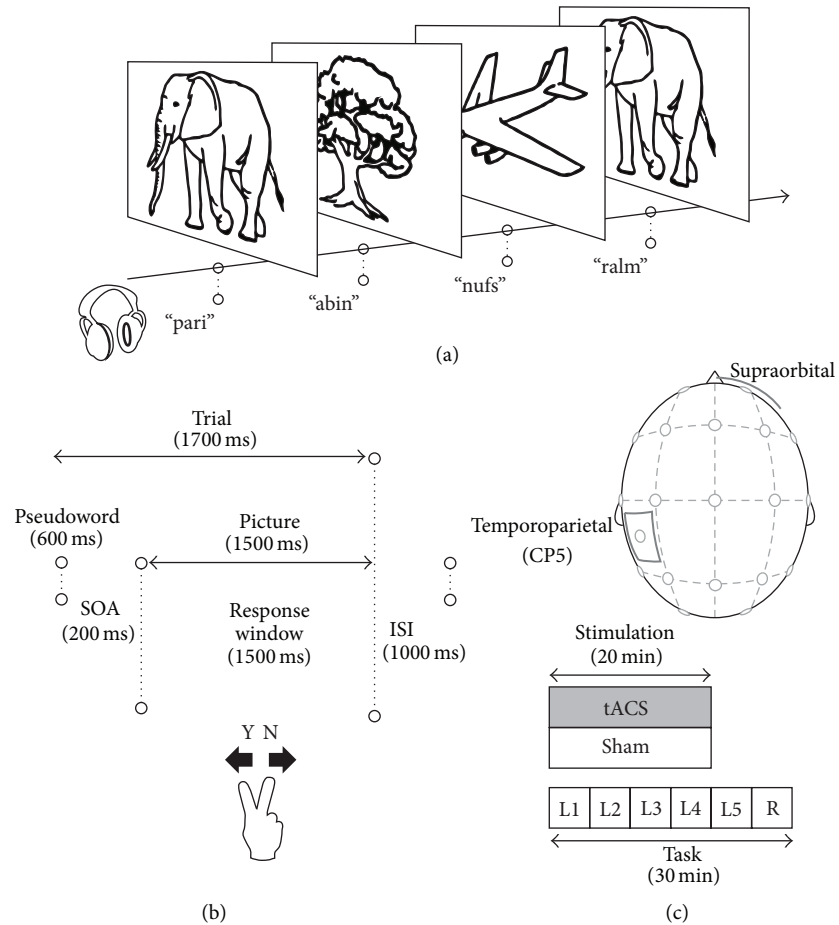 “pari”
“abin”
“nufs”
“ralm”
(a)
Trial
(1700 ms)
Pseudoword
(600 ms)
Picture
(1500 ms)
SOA
(200 ms)
Response
window
(1500 ms)
ISI
(1000 ms)
Y N
(b)
Supraorbital
Temporoparietal
(CP5)
Stimulation
(20 min)
tACS
Sham
L1 L2 L3 L4 L5 R
Task
(30 min)
(c)